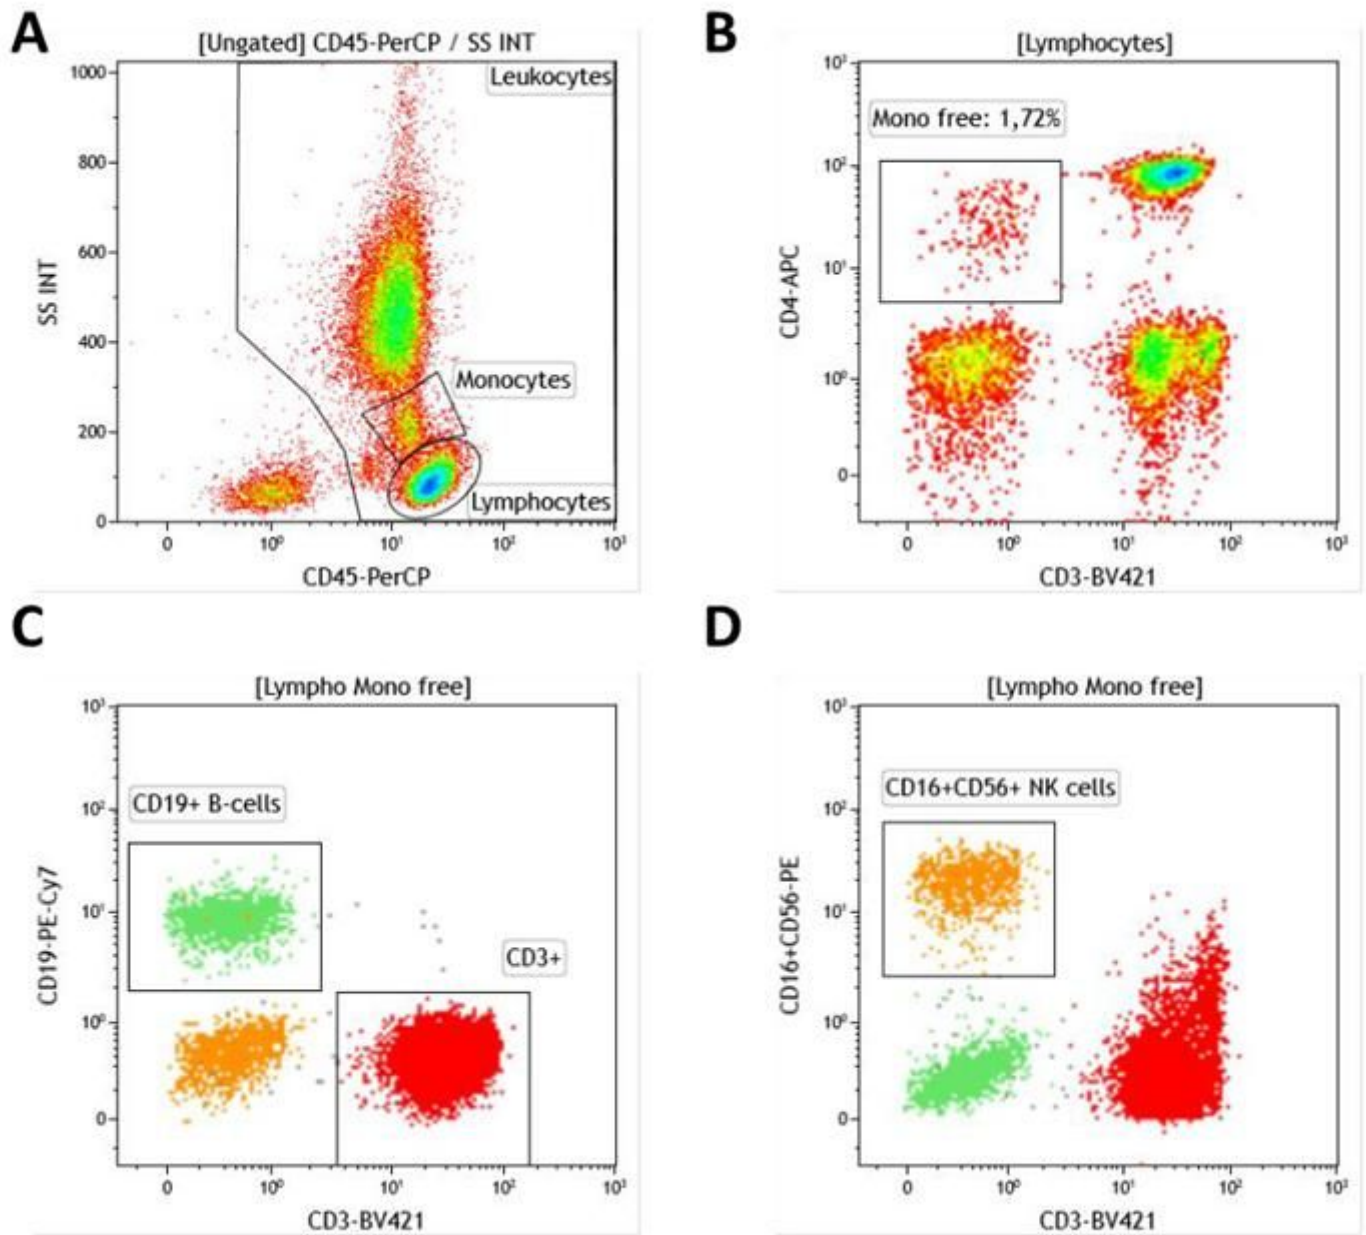 A
[Ungated] CD45-PerCP / SS INT
1000
800
600
400
200
0
SS INT
Leukocytes
Monocytes
Lymphocytes
0 10⁰ 10¹ 10² 10³
CD45-PerCP
B
[Lymphocytes]
10³
10²
10¹
10⁰
0
CD4-APC
Mono free: 1,72%
0 10⁰ 10¹ 10² 10³
CD3-BV421
C
[Lympho Mono free]
10³
10²
10¹
10⁰
0
CD19-PE-Cy7
CD19+ B-cells
CD3+
0 10⁰ 10¹ 10² 10³
CD3-BV421
D
[Lympho Mono free]
10³
10²
10¹
10⁰
0
CD16+CD56-PE
CD16+CD56+ NK cells
0 10⁰ 10¹ 10² 10³
CD3-BV421